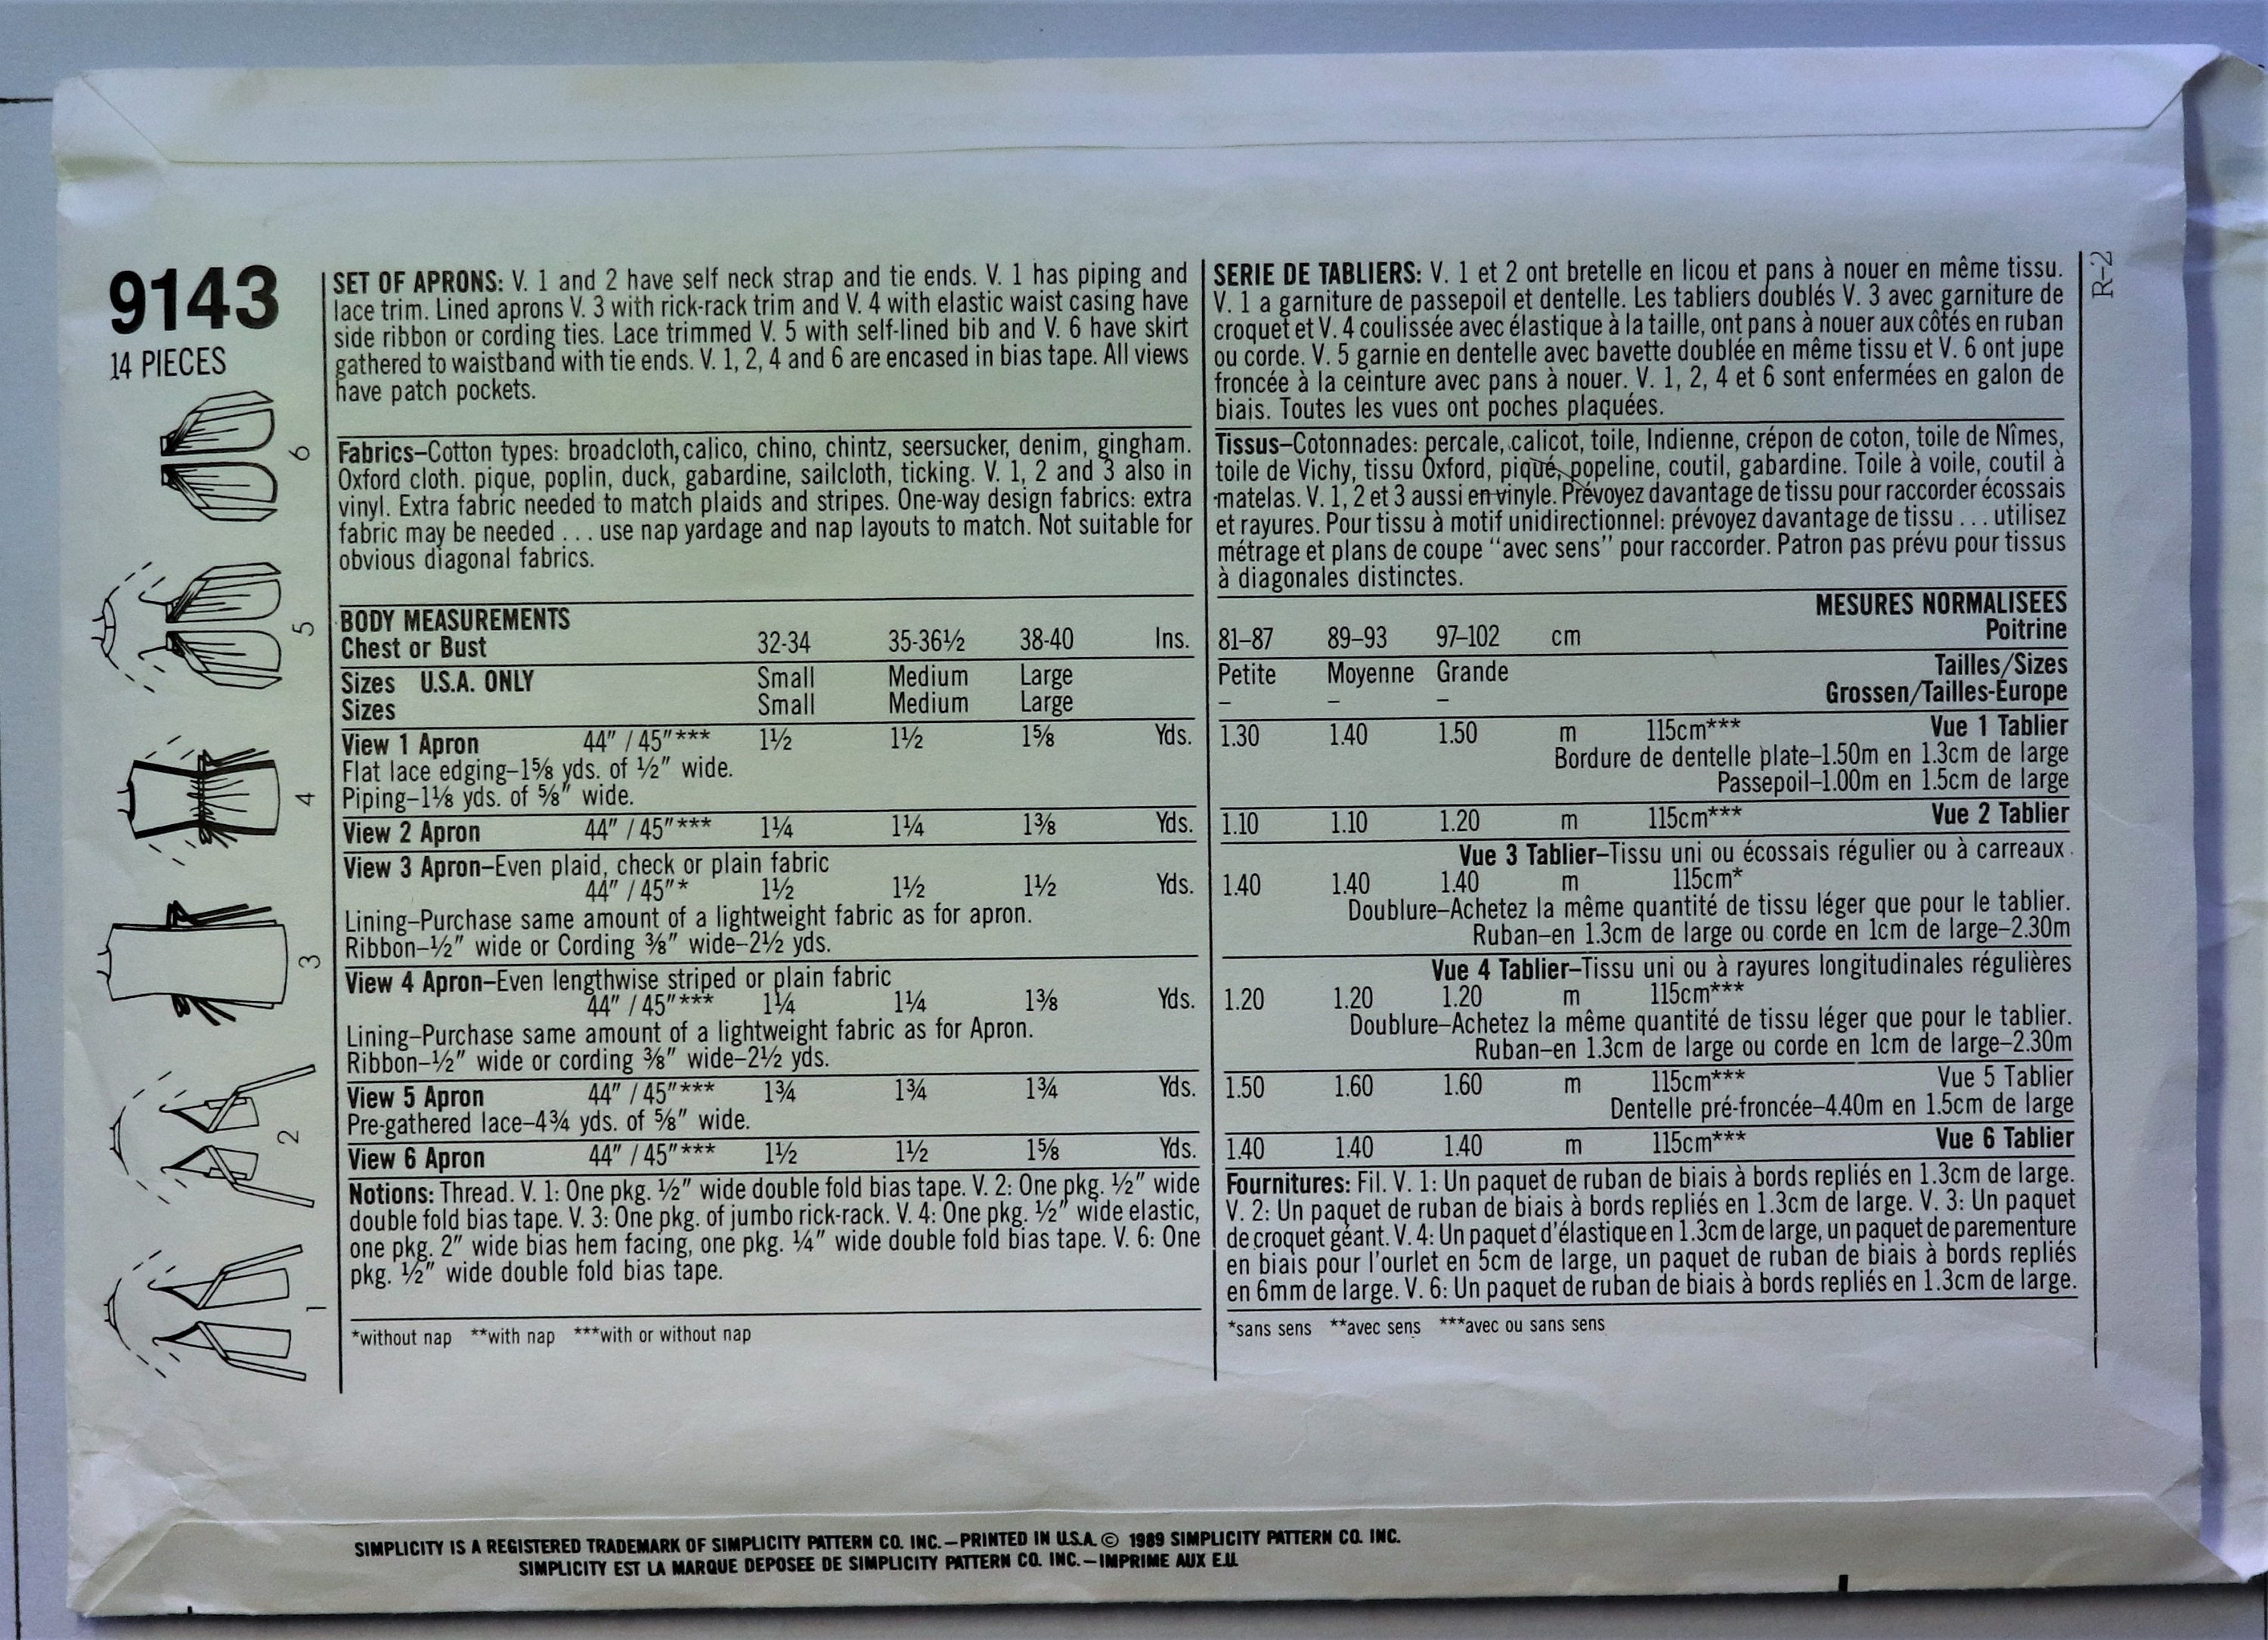 9143
14 PIECES
6
5
4
3
2
1
SET OF APRONS: V. 1 and 2 have self neck strap and tie ends. V. 1 has piping and
lace trim. Lined aprons V. 3 with rick-rack trim and V. 4 with elastic waist casing have
side ribbon or cording ties. Lace trimmed V. 5 with self-lined bib and V. 6 have skirt
gathered to waistband with tie ends. V. 1, 2, 4 and 6 are encased in bias tape. All views
have patch pockets.
Fabrics–Cotton types: broadcloth, calico, chino, chintz, seersucker, denim, gingham.
Oxford cloth. pique, poplin, duck, gabardine, sailcloth, ticking. V. 1, 2 and 3 also in
vinyl. Extra fabric needed to match plaids and stripes. One-way design fabrics: extra
fabric may be needed . . . use nap yardage and nap layouts to match. Not suitable for
obvious diagonal fabrics.
BODY MEASUREMENTS
Chest or Bust 32-34 35-36½ 38-40 Ins.
Sizes U.S.A. ONLY Small Medium Large
Sizes Small Medium Large
View 1 Apron 44" / 45"*** 1½ 1½ 1⅝ Yds.
Flat lace edging–1⅝ yds. of ½" wide.
Piping–1⅛ yds. of ⅝" wide.
View 2 Apron 44" / 45"*** 1¼ 1¼ 1⅜ Yds.
View 3 Apron–Even plaid, check or plain fabric
44" / 45"* 1½ 1½ 1½ Yds.
Lining–Purchase same amount of a lightweight fabric as for apron.
Ribbon–½" wide or Cording ⅜" wide–2½ yds.
View 4 Apron–Even lengthwise striped or plain fabric
44" / 45"*** 1¼ 1¼ 1⅜ Yds.
Lining–Purchase same amount of a lightweight fabric as for Apron.
Ribbon–½" wide or cording ⅜" wide–2½ yds.
View 5 Apron 44" / 45"*** 1¾ 1¾ 1¾ Yds.
Pre-gathered lace–4¾ yds. of ⅝" wide.
View 6 Apron 44" / 45"*** 1½ 1½ 1⅝ Yds.
Notions: Thread. V. 1: One pkg. ½" wide double fold bias tape. V. 2: One pkg. ½" wide
double fold bias tape. V. 3: One pkg. of jumbo rick-rack. V. 4: One pkg. ½" wide elastic,
one pkg. 2" wide bias hem facing, one pkg. ¼" wide double fold bias tape. V. 6: One
pkg. ½" wide double fold bias tape.
*without nap **with nap ***with or without nap
SERIE DE TABLIERS: V. 1 et 2 ont bretelle en licou et pans à nouer en même tissu.
V. 1 a garniture de passepoil et dentelle. Les tabliers doublés V. 3 avec garniture de
croquet et V. 4 coulissée avec élastique à la taille, ont pans à nouer aux côtés en ruban
ou corde. V. 5 garnie en dentelle avec bavette doublée en même tissu et V. 6 ont jupe
froncée à la ceinture avec pans à nouer. V. 1, 2, 4 et 6 sont enfermées en galon de
biais. Toutes les vues ont poches plaquées.
Tissus–Cotonnades: percale, calicot, toile, Indienne, crépon de coton, toile de Nîmes,
toile de Vichy, tissu Oxford, piqué, popeline, coutil, gabardine. Toile à voile, coutil à
matelas. V. 1, 2 et 3 aussi en vinyle. Prévoyez davantage de tissu pour raccorder écossais
et rayures. Pour tissu à motif unidirectionnel: prévoyez davantage de tissu . . . utilisez
métrage et plans de coupe "avec sens" pour raccorder. Patron pas prévu pour tissus
à diagonales distinctes.
MESURES NORMALISEES
81–87 89–93 97–102 cm Poitrine
Petite Moyenne Grande Tailles/Sizes
– – – Grossen/Tailles-Europe
1.30 1.40 1.50 m 115cm*** Vue 1 Tablier
Bordure de dentelle plate–1.50m en 1.3cm de large
Passepoil–1.00m en 1.5cm de large
1.10 1.10 1.20 m 115cm*** Vue 2 Tablier
Vue 3 Tablier–Tissu uni ou écossais régulier ou à carreaux
1.40 1.40 1.40 m 115cm*
Doublure–Achetez la même quantité de tissu léger que pour le tablier.
Ruban–en 1.3cm de large ou corde en 1cm de large–2.30m
Vue 4 Tablier–Tissu uni ou à rayures longitudinales régulières
1.20 1.20 1.20 m 115cm***
Doublure–Achetez la même quantité de tissu léger que pour le tablier.
Ruban–en 1.3cm de large ou corde en 1cm de large–2.30m
1.50 1.60 1.60 m 115cm*** Vue 5 Tablier
Dentelle pré-froncée–4.40m en 1.5cm de large
1.40 1.40 1.40 m 115cm*** Vue 6 Tablier
Fournitures: Fil. V. 1: Un paquet de ruban de biais à bords repliés en 1.3cm de large.
V. 2: Un paquet de ruban de biais à bords repliés en 1.3cm de large. V. 3: Un paquet
de croquet géant. V. 4: Un paquet d'élastique en 1.3cm de large, un paquet de parementure
en biais pour l'ourlet en 5cm de large, un paquet de ruban de biais à bords repliés
en 6mm de large. V. 6: Un paquet de ruban de biais à bords repliés en 1.3cm de large.
*sans sens **avec sens ***avec ou sans sens
R-2
SIMPLICITY IS A REGISTERED TRADEMARK OF SIMPLICITY PATTERN CO. INC.–PRINTED IN U.S.A. © 1989 SIMPLICITY PATTERN CO. INC.
SIMPLICITY EST LA MARQUE DEPOSEE DE SIMPLICITY PATTERN CO. INC.–IMPRIME AUX E.U.